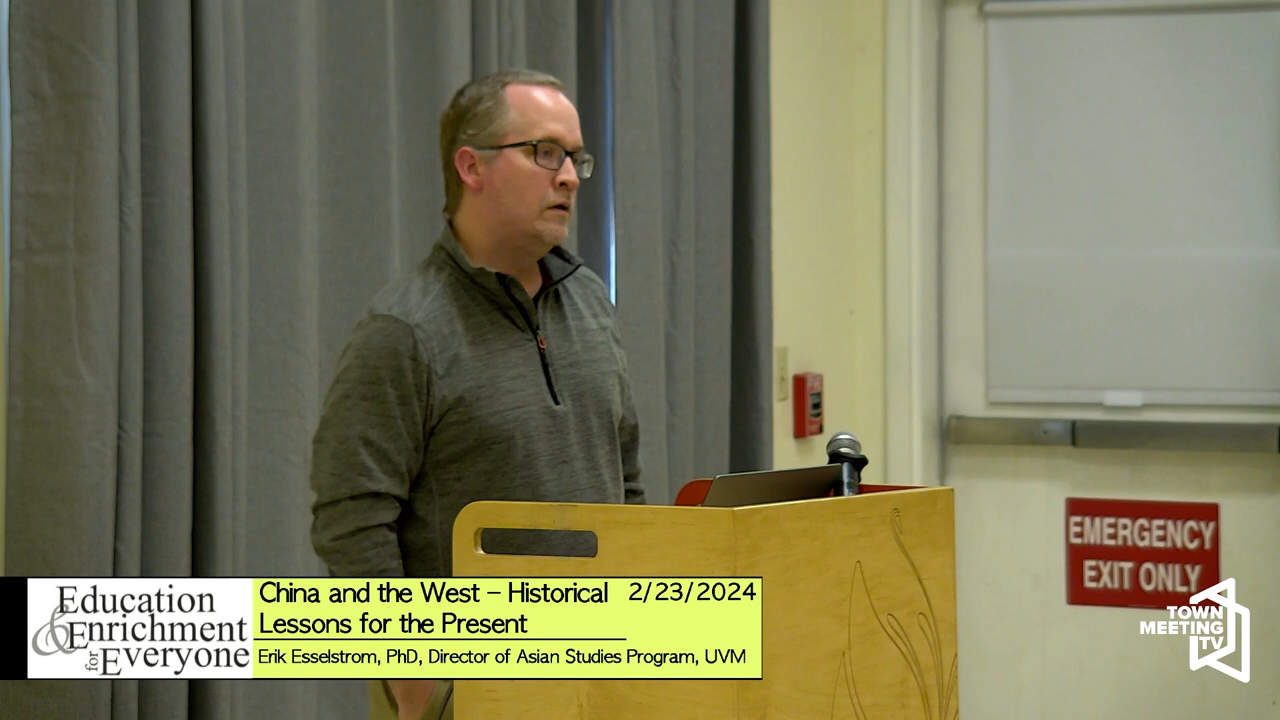 EMERGENCY
EXIT ONLY
TOWN
MEETING
TV
Education
& Enrichment
for Everyone
China and the West – Historical 2/23/2024
Lessons for the Present
Erik Esselstrom, PhD, Director of Asian Studies Program, UVM